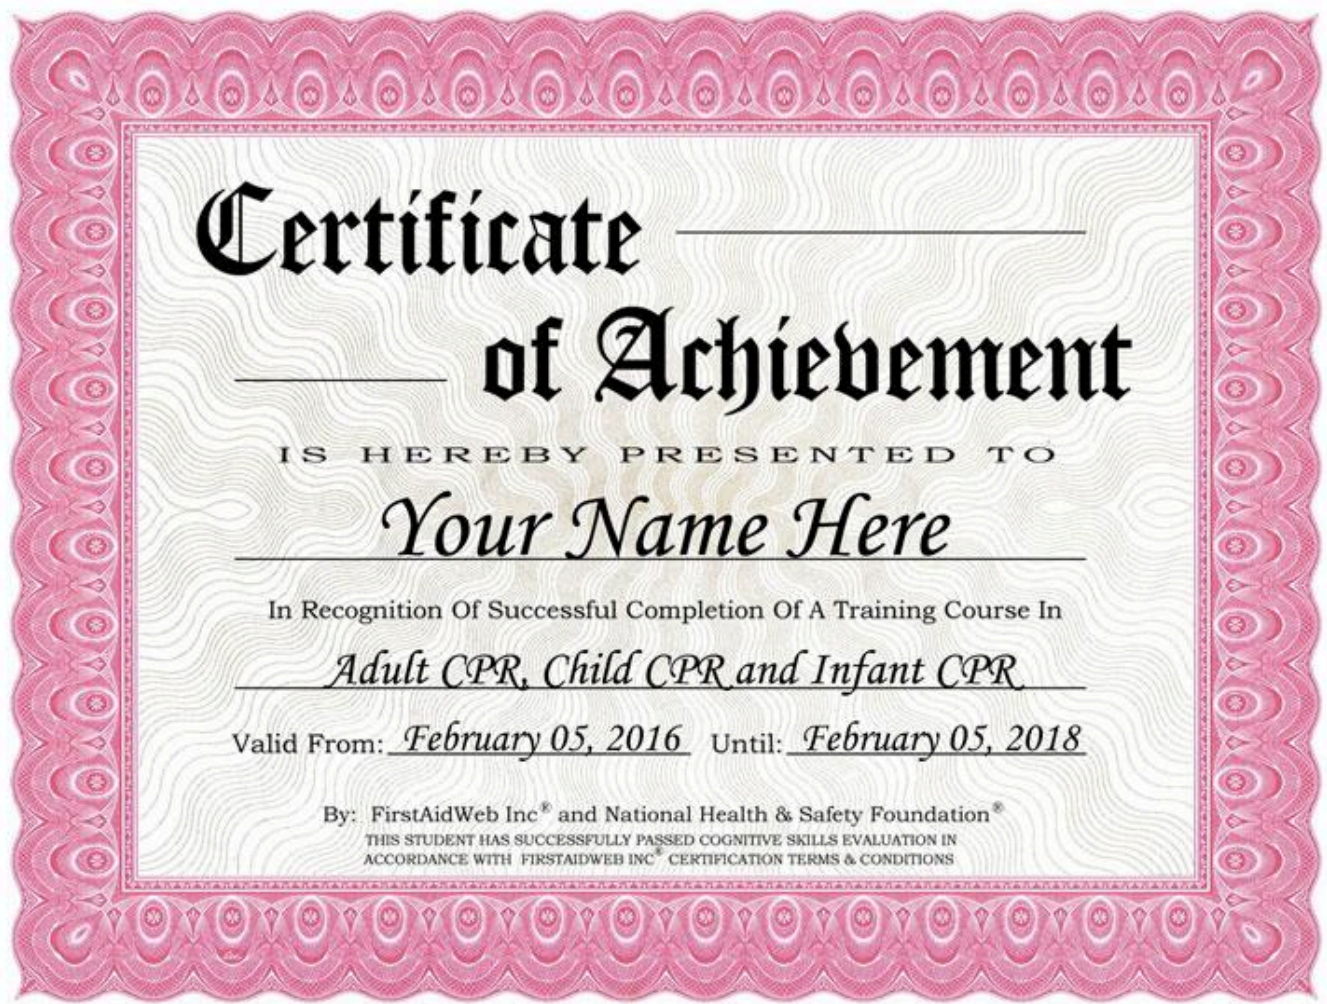 Certificate
of Achievement
IS HEREBY PRESENTED TO
Your Name Here
In Recognition Of Successful Completion Of A Training Course In
Adult CPR, Child CPR and Infant CPR
Valid From: February 05, 2016 Until: February 05, 2018
By: FirstAidWeb Inc® and National Health & Safety Foundation®
THIS STUDENT HAS SUCCESSFULLY PASSED COGNITIVE SKILLS EVALUATION IN
ACCORDANCE WITH FIRSTAIDWEB INC® CERTIFICATION TERMS & CONDITIONS